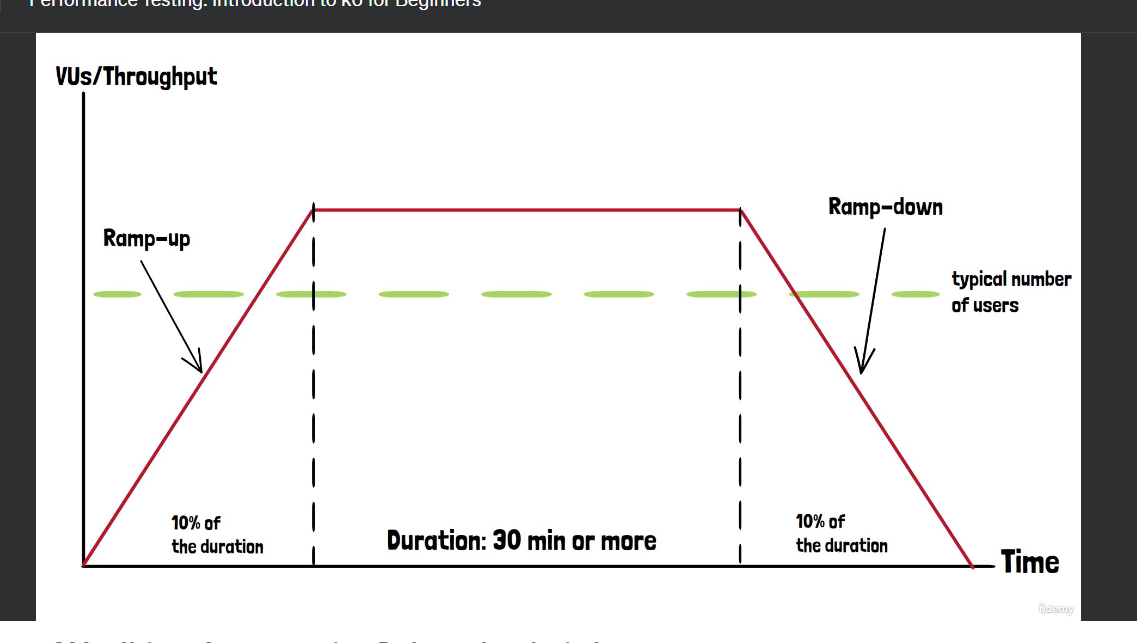 Performance Testing: Introduction to k6 for Beginners
VUs/Throughput
Ramp-down
Ramp-up
typical number
of users
10% of
the duration
Duration: 30 min or more
10% of
the duration
Time
ûdemy